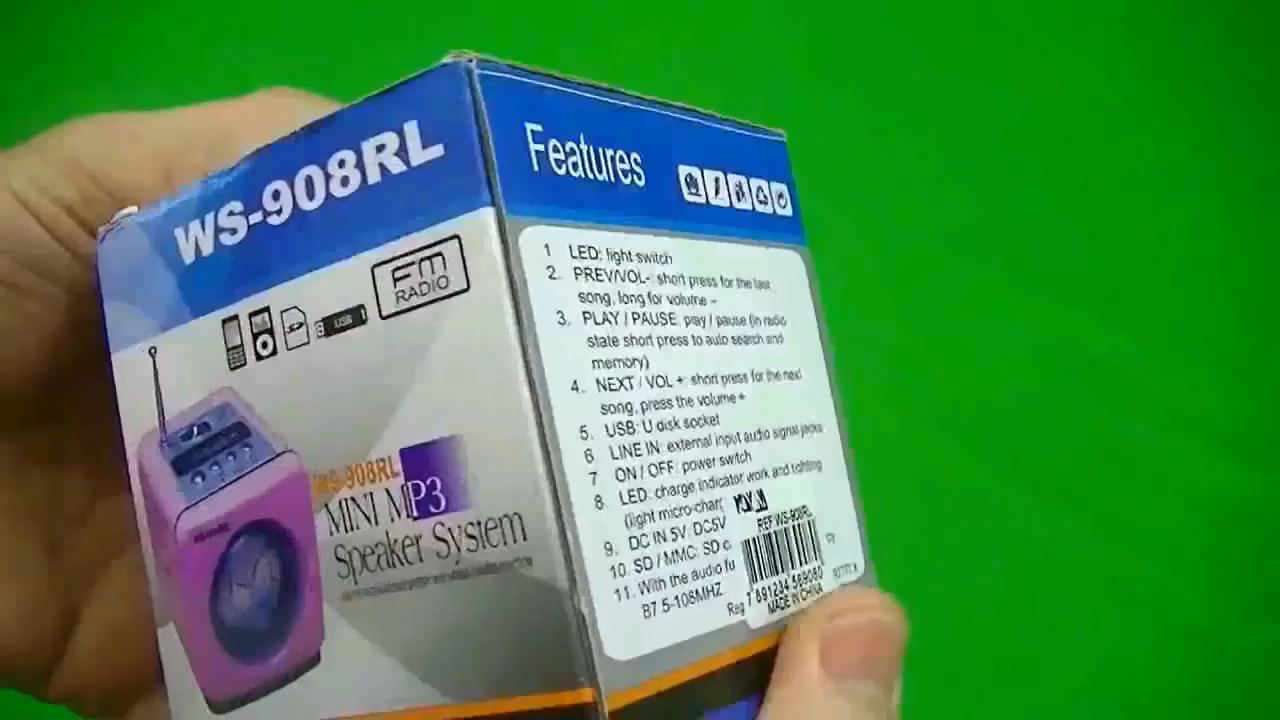 WS-908RL
FM
RADIO
USB
WS-908RL
MINI MP3
Speaker System
Features
1 LED: light switch
2. PREV/VOL-: short press for the last
song, long for volume -
3. PLAY / PAUSE: play / pause (in radio
state short press to auto search and
memory)
4. NEXT / VOL +: short press for the next
song, press the volume +
5. USB: U disk socket
6 LINE IN: external input audio signal jacks
7 ON / OFF: power switch
8 LED: charge indicator work and lighting
(light micro-char
9. DC IN 5V: DC5V
10. SD / MMC: SD c
11. With the audio fu
87.5-108MHZ
REF WS-908RL
7 891234 569080
Reg
MADE IN CHINA